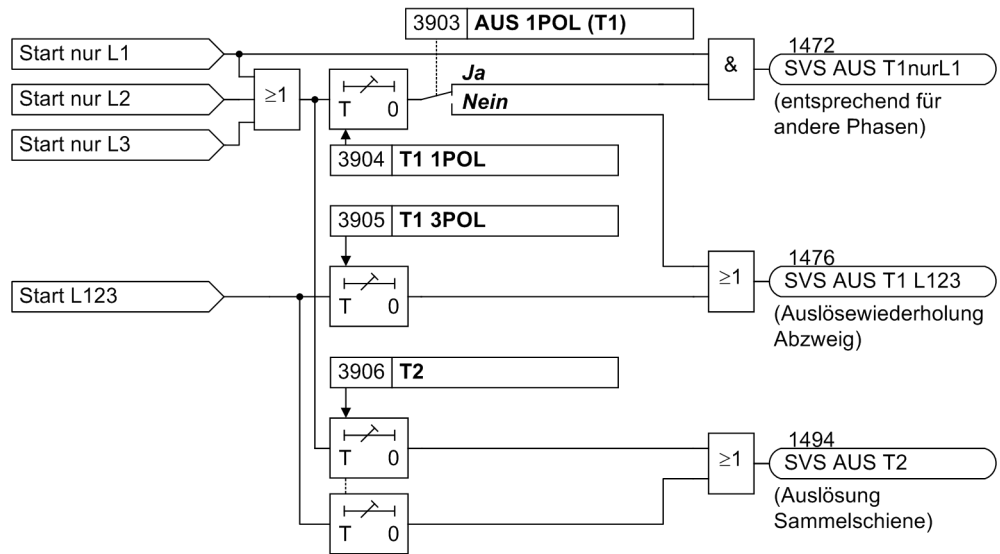 3903 AUS 1POL (T1)
Start nur L1
Start nur L2
Start nur L3
≥1
T 0
Ja
Nein
&
1472
SVS AUS T1nurL1
(entsprechend für
andere Phasen)
3904 T1 1POL
3905 T1 3POL
Start L123
T 0
≥1
1476
SVS AUS T1 L123
(Auslösewiederholung
Abzweig)
3906 T2
T 0
≥1
1494
SVS AUS T2
(Auslösung
Sammelschiene)
T 0